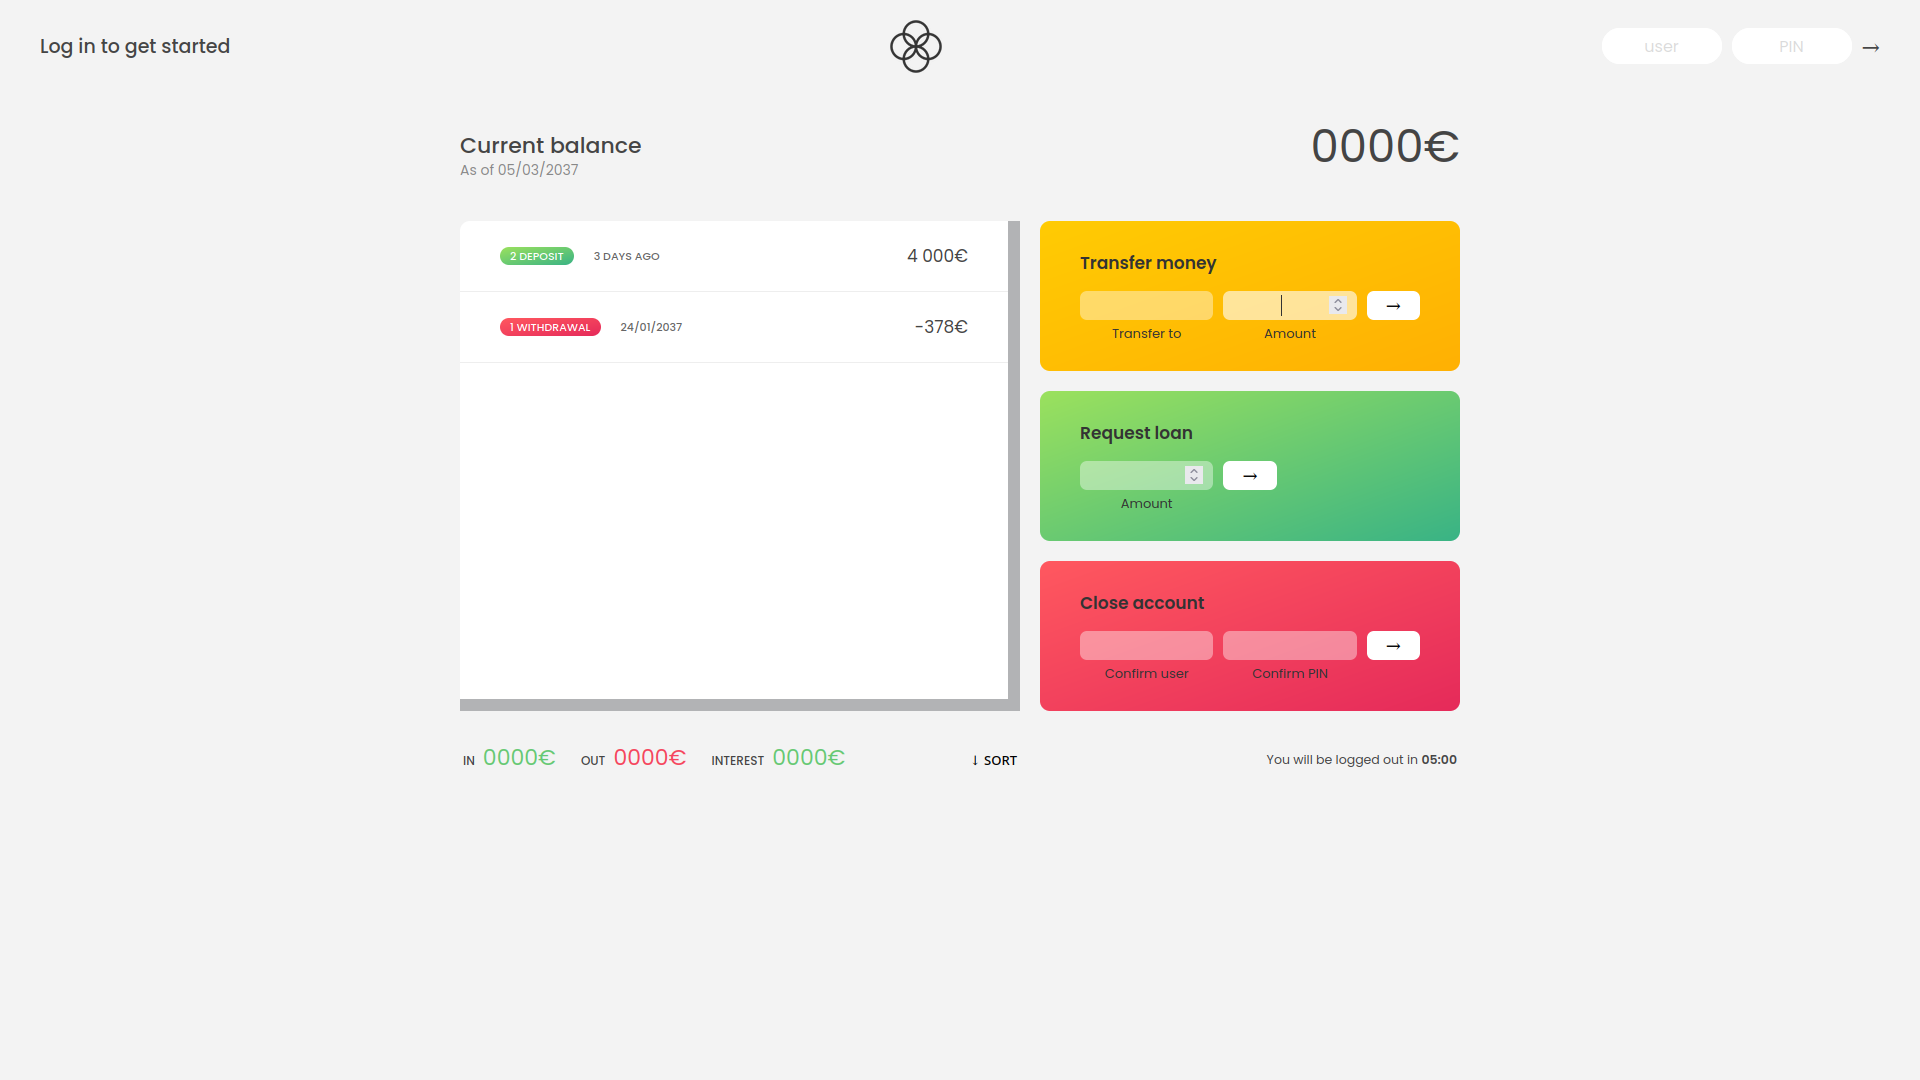 Log in to get started
user
PIN
→
Current balance
As of 05/03/2037
0000€
2 DEPOSIT
3 DAYS AGO
4 000€
1 WITHDRAWAL
24/01/2037
-378€
Transfer money
→
Transfer to
Amount
Request loan
→
Amount
Close account
→
Confirm user
Confirm PIN
IN 0000€
OUT 0000€
INTEREST 0000€
↓ SORT
You will be logged out in 05:00